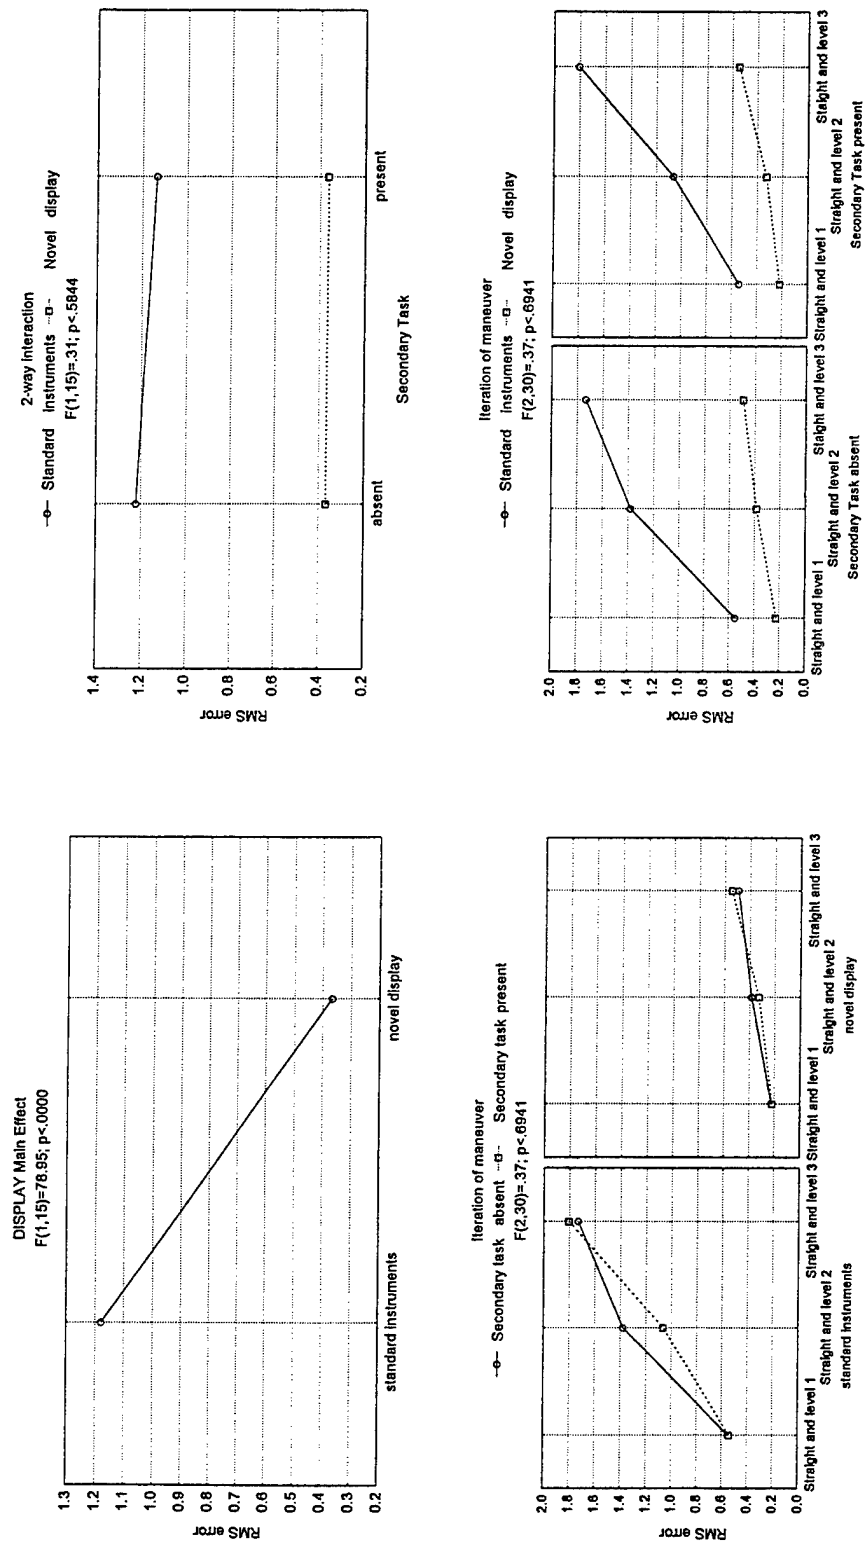 DISPLAY Main Effect
F(1,15)=78.95; p<.0000
RMS error
1.3
1.2
1.1
1.0
0.9
0.8
0.7
0.6
0.5
0.4
0.3
0.2
standard instruments
novel display
2-way interaction
Standard Instruments
Novel display
F(1,15)=.31; p<.5844
RMS error
1.4
1.2
1.0
0.8
0.6
0.4
0.2
absent
present
Secondary Task
Iteration of maneuver
Secondary task absent
Secondary task present
F(2,30)=.37; p<.6941
RMS error
2.0
1.8
1.6
1.4
1.2
1.0
0.8
0.6
0.4
0.2
0.0
Straight and level 1
Straight and level 2
Straight and level 3
standard instruments
Straight and level 1
Straight and level 2
Straight and level 3
novel display
Iteration of maneuver
Standard Instruments
Novel display
F(2,30)=.37; p<.6941
RMS error
2.0
1.8
1.6
1.4
1.2
1.0
0.8
0.6
0.4
0.2
0.0
Straight and level 1
Straight and level 2
Staight and level 3
Secondary Task absent
Straight and level 1
Straight and level 2
Staight and level 3
Secondary Task present